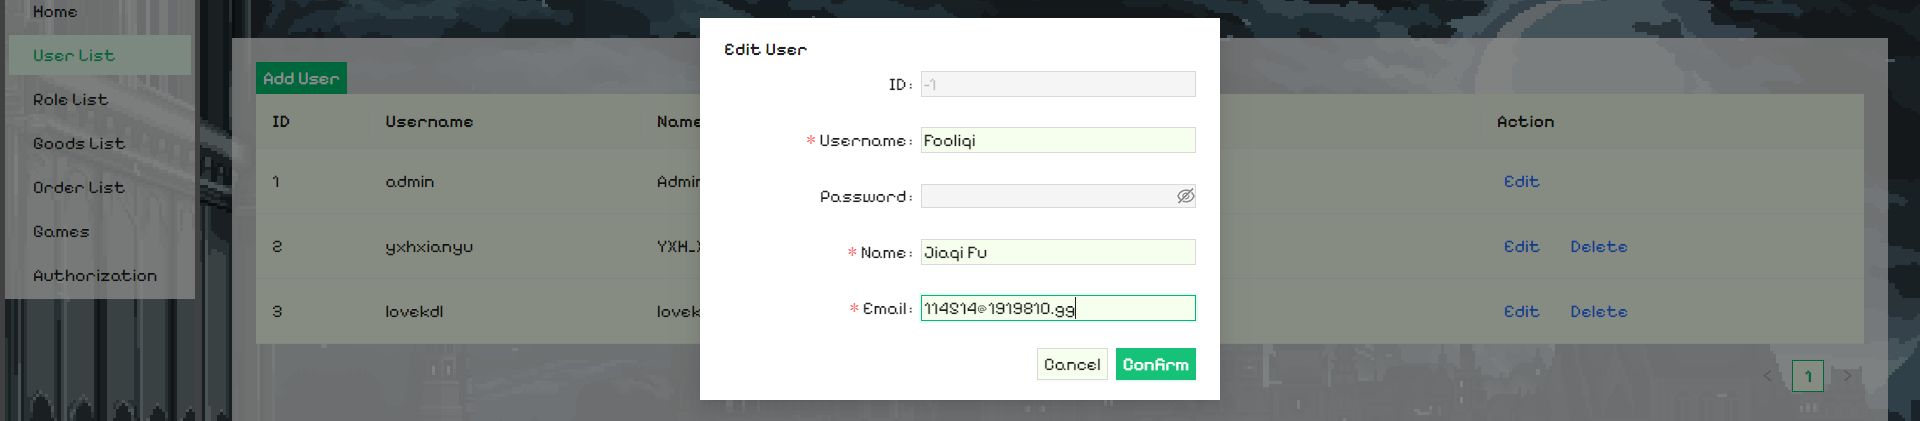 Home
User List
Role List
Goods List
Order List
Games
Authorization
Add User
ID Username Name Action
1 admin Admin Edit
2 yxhxianyu YXH_ Edit Delete
3 lovekdl lovek Edit Delete
< 1 >
Edit User
ID: -1
* Username: Fooliqi
Password:
* Name: Jiaqi Fu
* Email: 114514@1919810.gg
Cancel Confirm